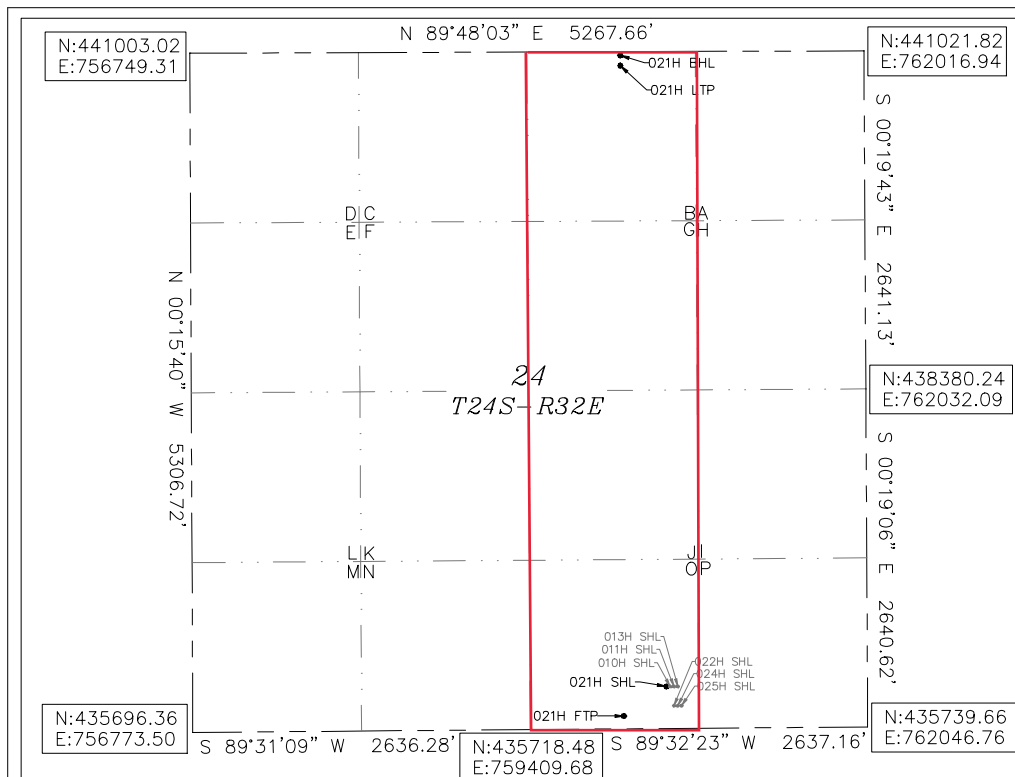 N 89°48'03" E 5267.66'
N:441003.02
E:756749.31
N:441021.82
E:762016.94
021H BHL
021H LTP
S 00°19'43" E 2641.13'
D C
E F
B A
G H
N 00°15'40" W 5306.72'
24
T24S-R32E
N:438380.24
E:762032.09
S 00°19'06" E 2640.62'
L K
M N
J I
O P
013H SHL
011H SHL
010H SHL
021H SHL
022H SHL
024H SHL
025H SHL
021H FTP
N:435696.36
E:756773.50
S 89°31'09" W 2636.28'
N:435718.48
E:759409.68
S 89°32'23" W 2637.16'
N:435739.66
E:762046.76